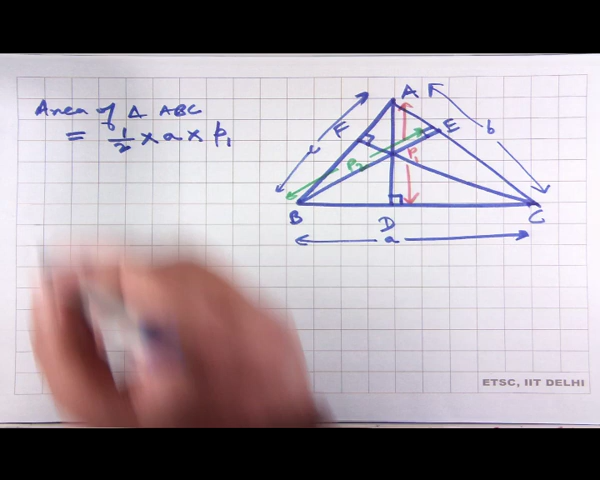 Area of Δ ABC
= 1/2 × a × p₁
A
F
E
b
c
p₂
p₁
B
D
C
a
ETSC, IIT DELHI